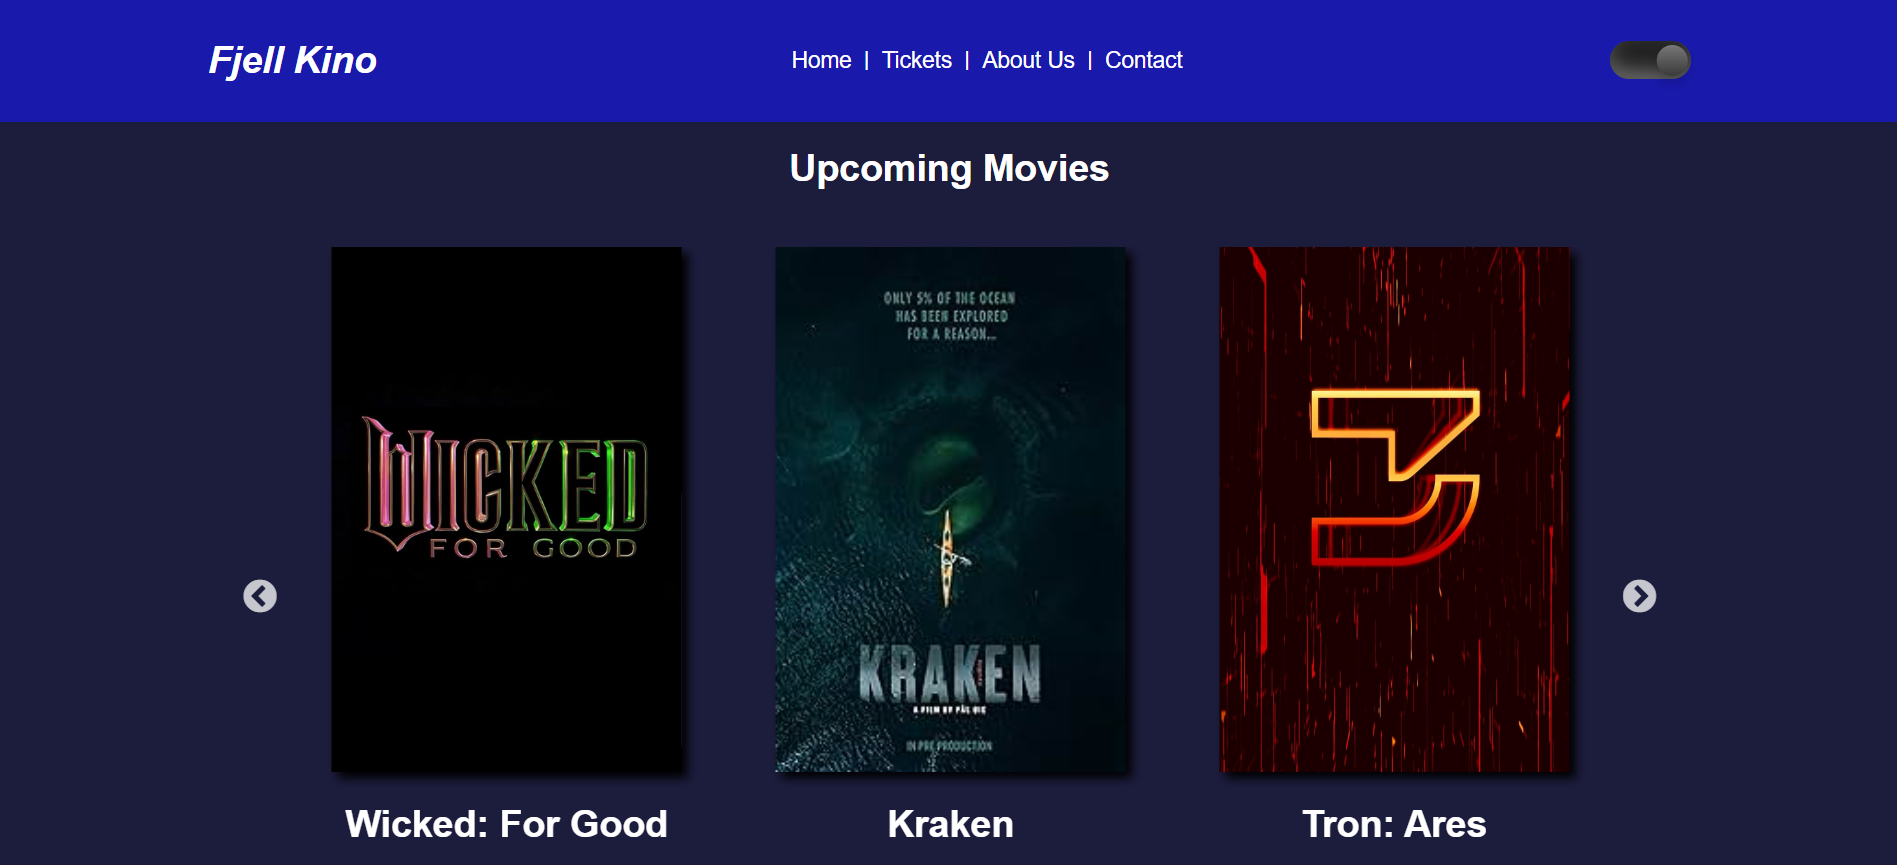 Fjell Kino
Home | Tickets | About Us | Contact
Upcoming Movies
WICKED
FOR GOOD
ONLY 5% OF THE OCEAN
HAS BEEN EXPLORED
FOR A REASON...
KRAKEN
A FILM BY PÅL ØIE
IN PRE PRODUCTION
Wicked: For Good
Kraken
Tron: Ares